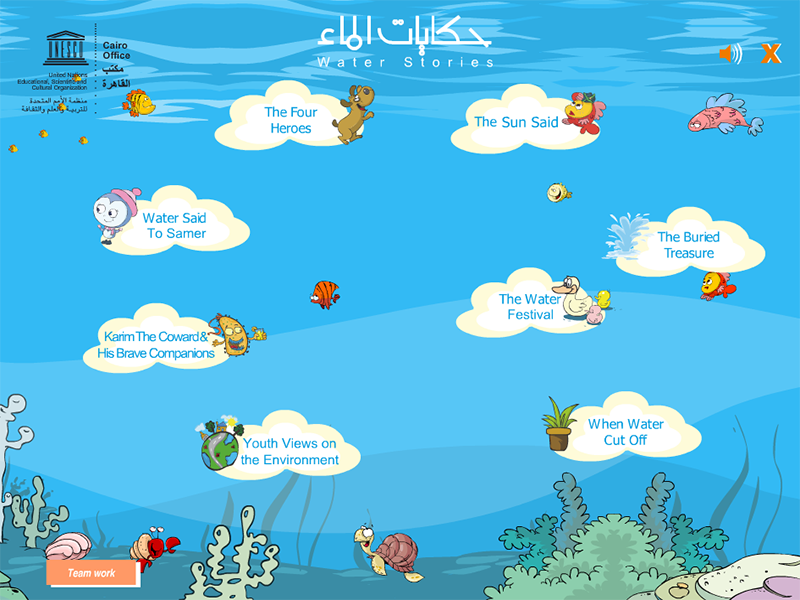 حكايات الماء
Water Stories
UNESCO
Cairo
Office
مكتب
القاهرة
United Nations
Educational, Scientific and
Cultural Organization
منظمة الأمم المتحدة
للتربية والعلم والثقافة
X
The Four
Heroes
The Sun Said
Water Said
To Samer
The Buried
Treasure
The Water
Festival
Karim The Coward &
His Brave Companions
Youth Views on
the Environment
When Water
Cut Off
Team work